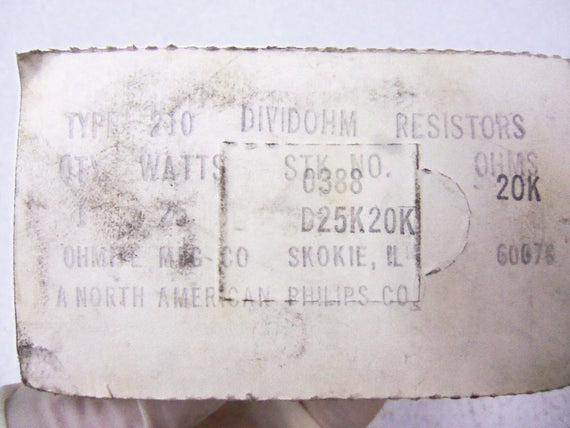 TYPE 210 DIVIDOHM RESISTORS
QTY WATTS STK NO. OHMS
0388 20K
1 25 D25K20K
OHMITE MFG CO SKOKIE, IL 60076
A NORTH AMERICAN PHILIPS CO.